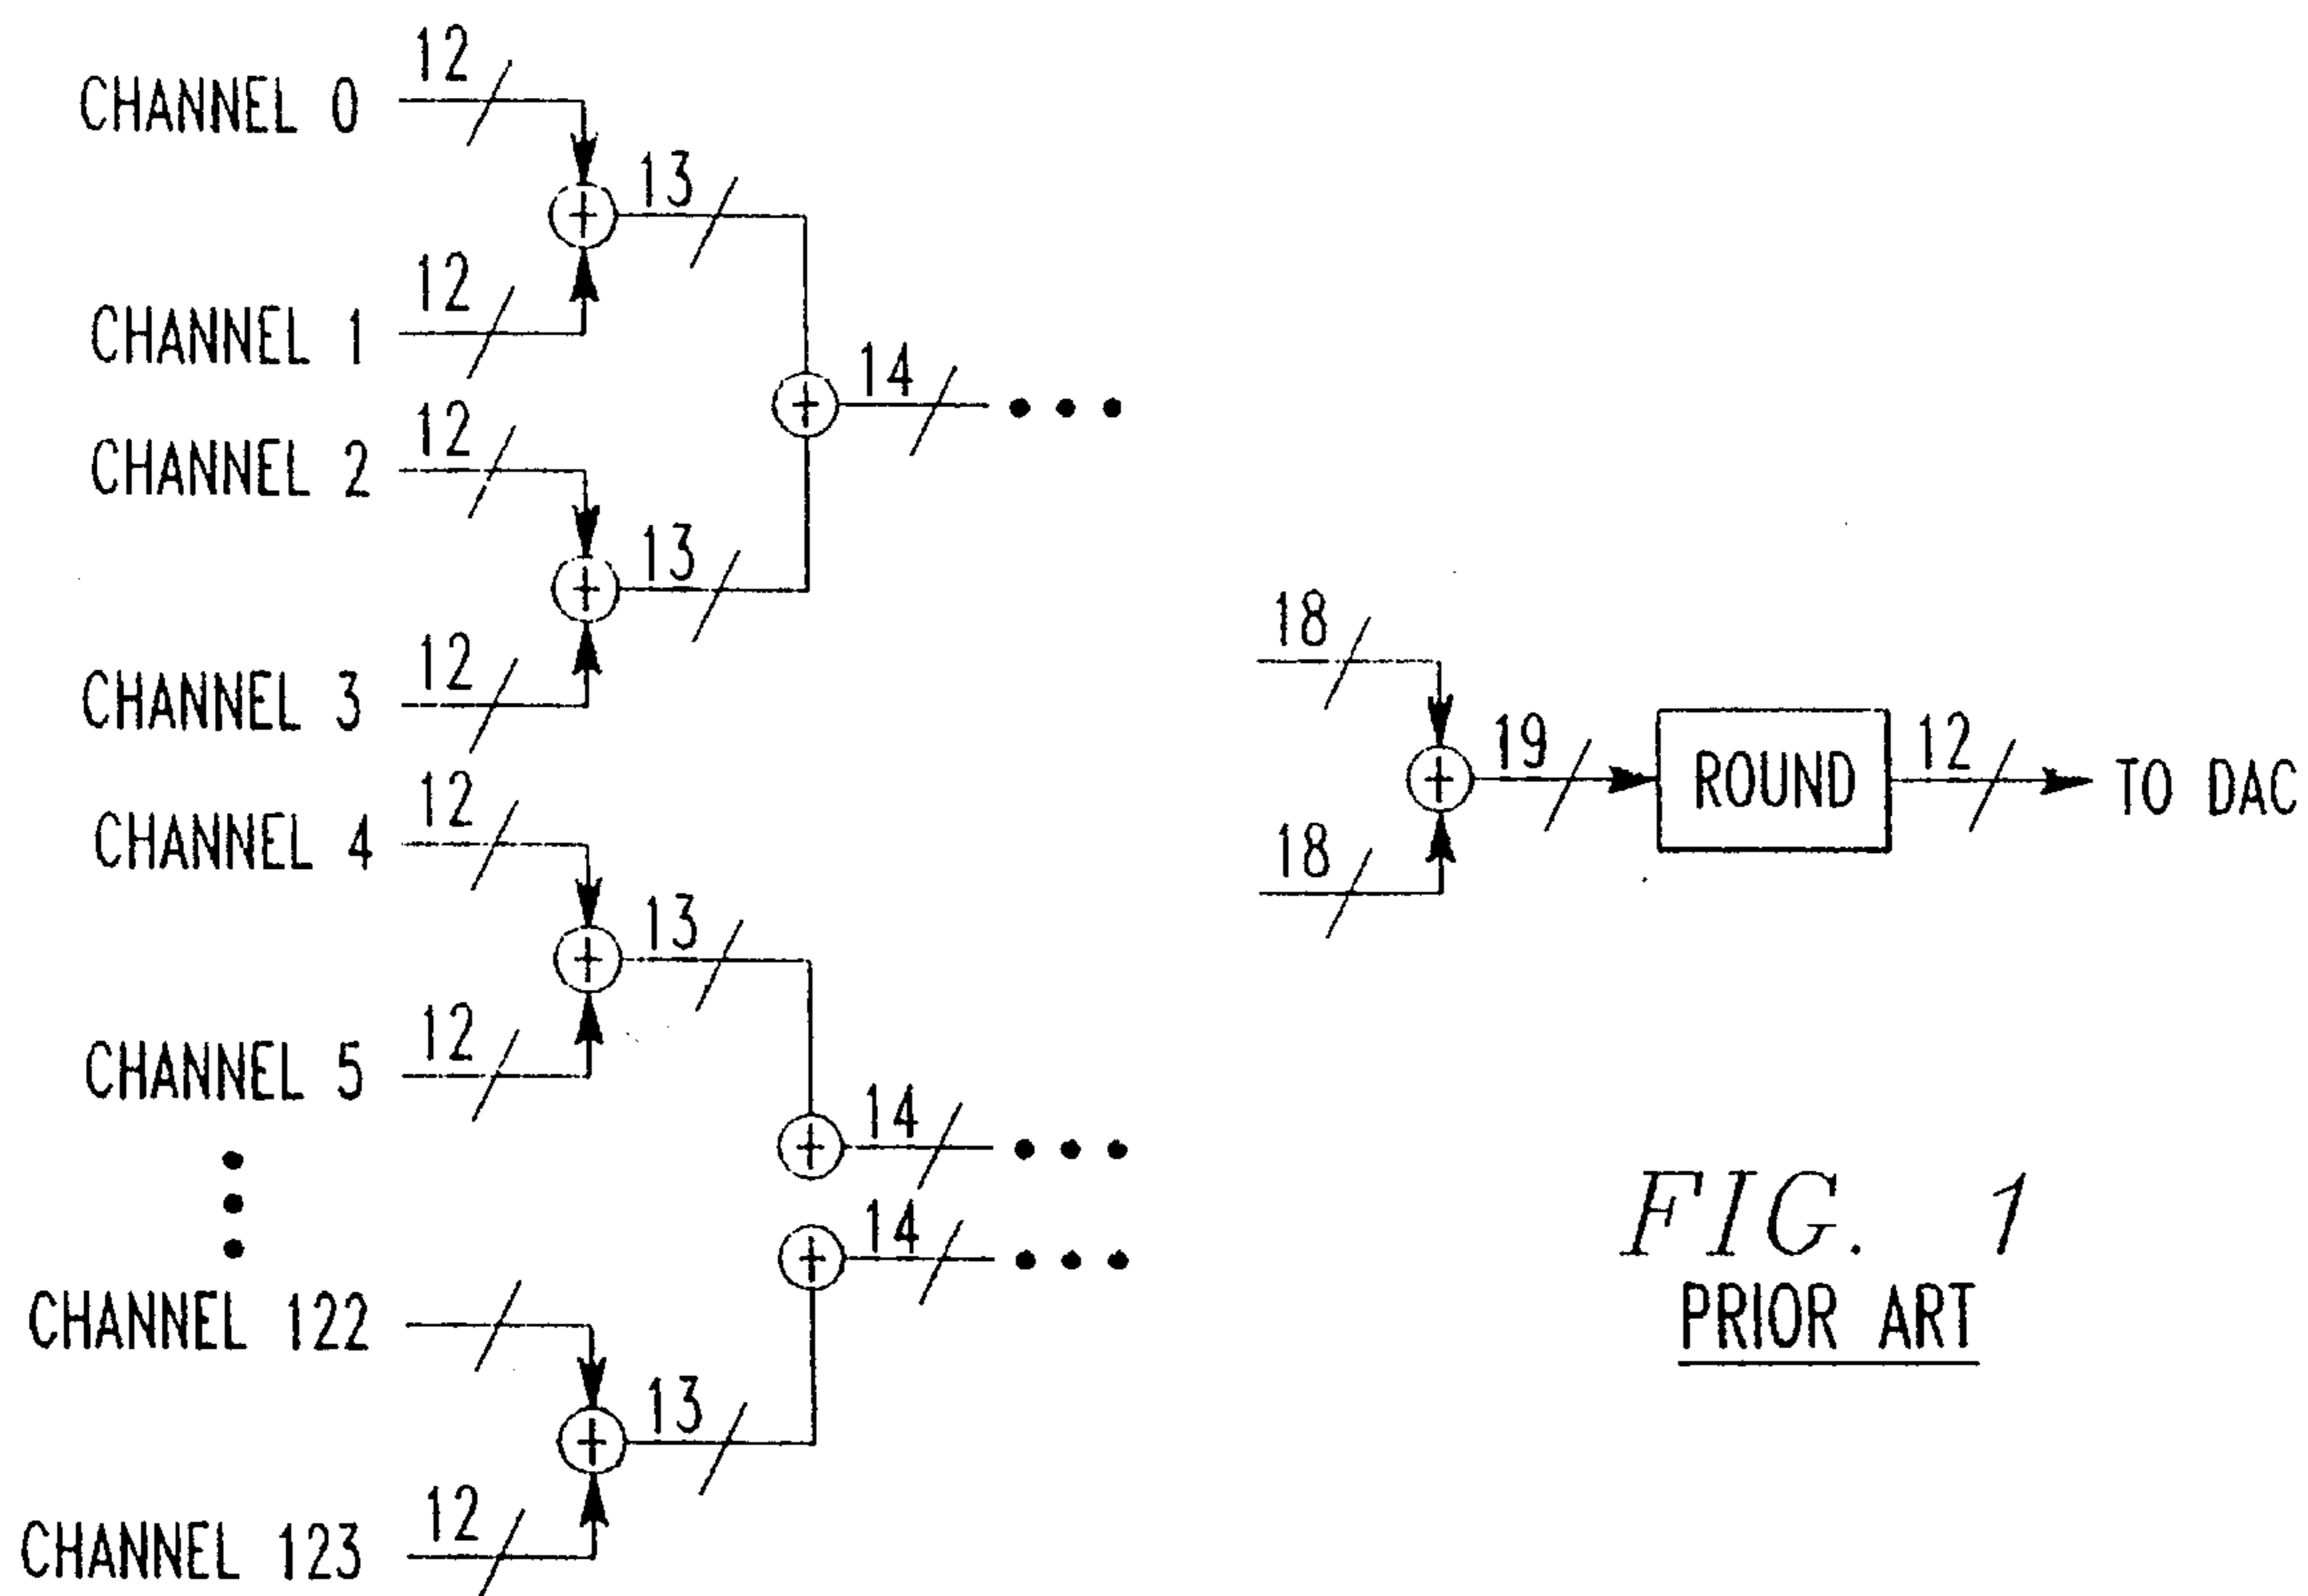 12
CHANNEL 0
13
12
CHANNEL 1
14
12
CHANNEL 2
13
18
12
CHANNEL 3
19
ROUND
12
TO DAC
12
CHANNEL 4
18
13
12
CHANNEL 5
14
14
FIG. 1
PRIOR ART
CHANNEL 122
13
12
CHANNEL 123